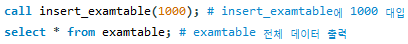 call insert_examtable(1000); # insert_examtable에 1000 대입
select * from examtable; # examtable 전체 데이터 출력